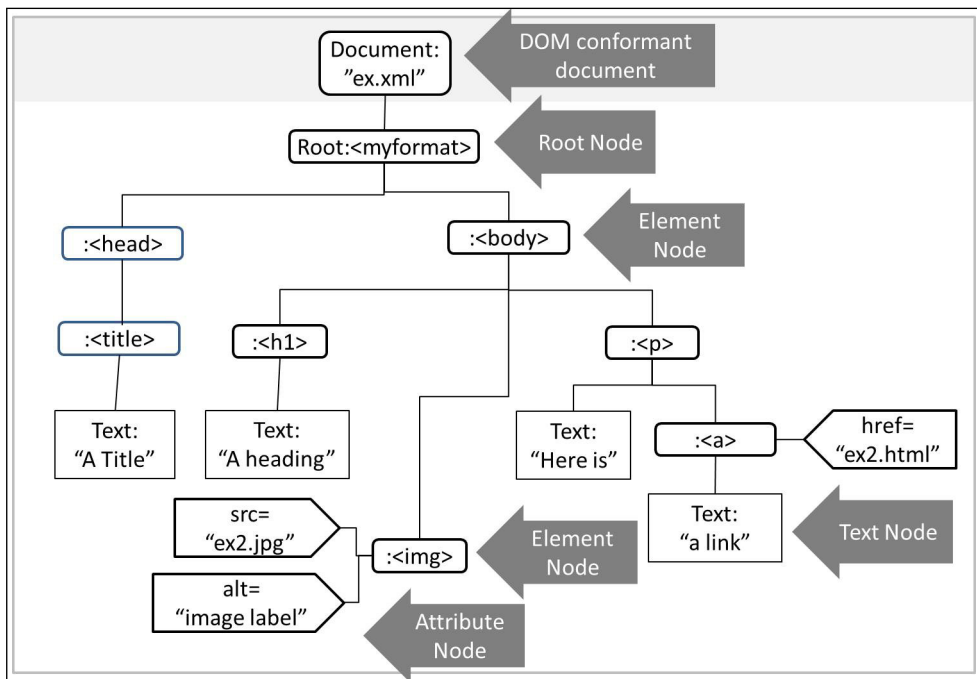 Document:
"ex.xml"
DOM conformant
document
Root:<myformat>
Root Node
:<head>
:<body>
Element
Node
:<title>
:<h1>
:<p>
Text:
"A Title"
Text:
"A heading"
Text:
"Here is"
:<a>
href=
"ex2.html"
src=
"ex2.jpg"
:<img>
Element
Node
Text:
"a link"
Text Node
alt=
"image label"
Attribute
Node